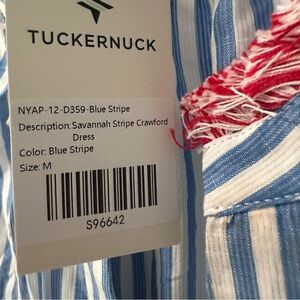 TUCKERNUCK
NYAP-12-D359-Blue Stripe
Description: Savannah Stripe Crawford
Dress
Color: Blue Stripe
Size: M
S96642